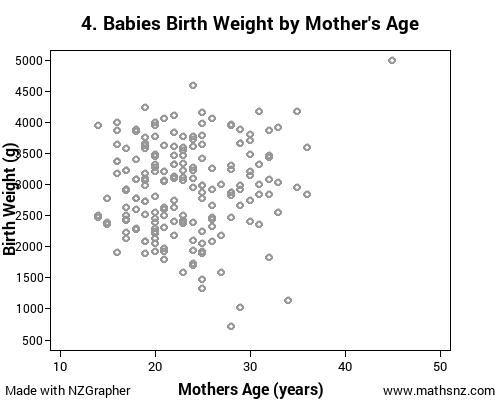 4. Babies Birth Weight by Mother's Age
5000
4500
4000
3500
3000
2500
2000
1500
1000
500
Birth Weight (g)
10 20 30 40 50
Made with NZGrapher Mothers Age (years) www.mathsnz.com